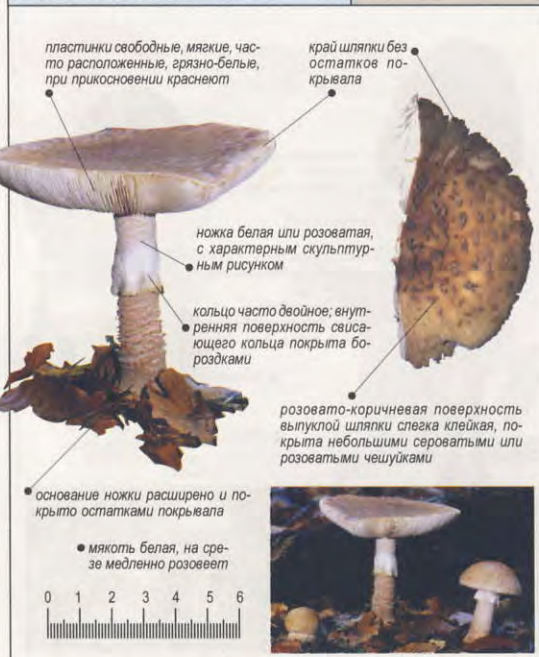 пластинки свободные, мягкие, час-
то расположенные, грязно-белые,
при прикосновении краснеют
край шляпки без
остатков по-
крывала
ножка белая или розоватая,
с характерным скульптур-
ным рисунком
кольцо часто двойное; внут-
ренняя поверхность свиса-
ющего кольца покрыта бо-
роздками
розовато-коричневая поверхность
выпуклой шляпки слегка клейкая, по-
крыта небольшими сероватыми или
розоватыми чешуйками
основание ножки расширено и по-
крыто остатками покрывала
мякоть белая, на сре-
зе медленно розовеет
0 1 2 3 4 5 6